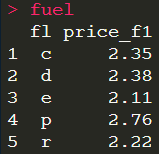 > fuel
fl price_f1
1 c 2.35
2 d 2.38
3 e 2.11
4 p 2.76
5 r 2.22